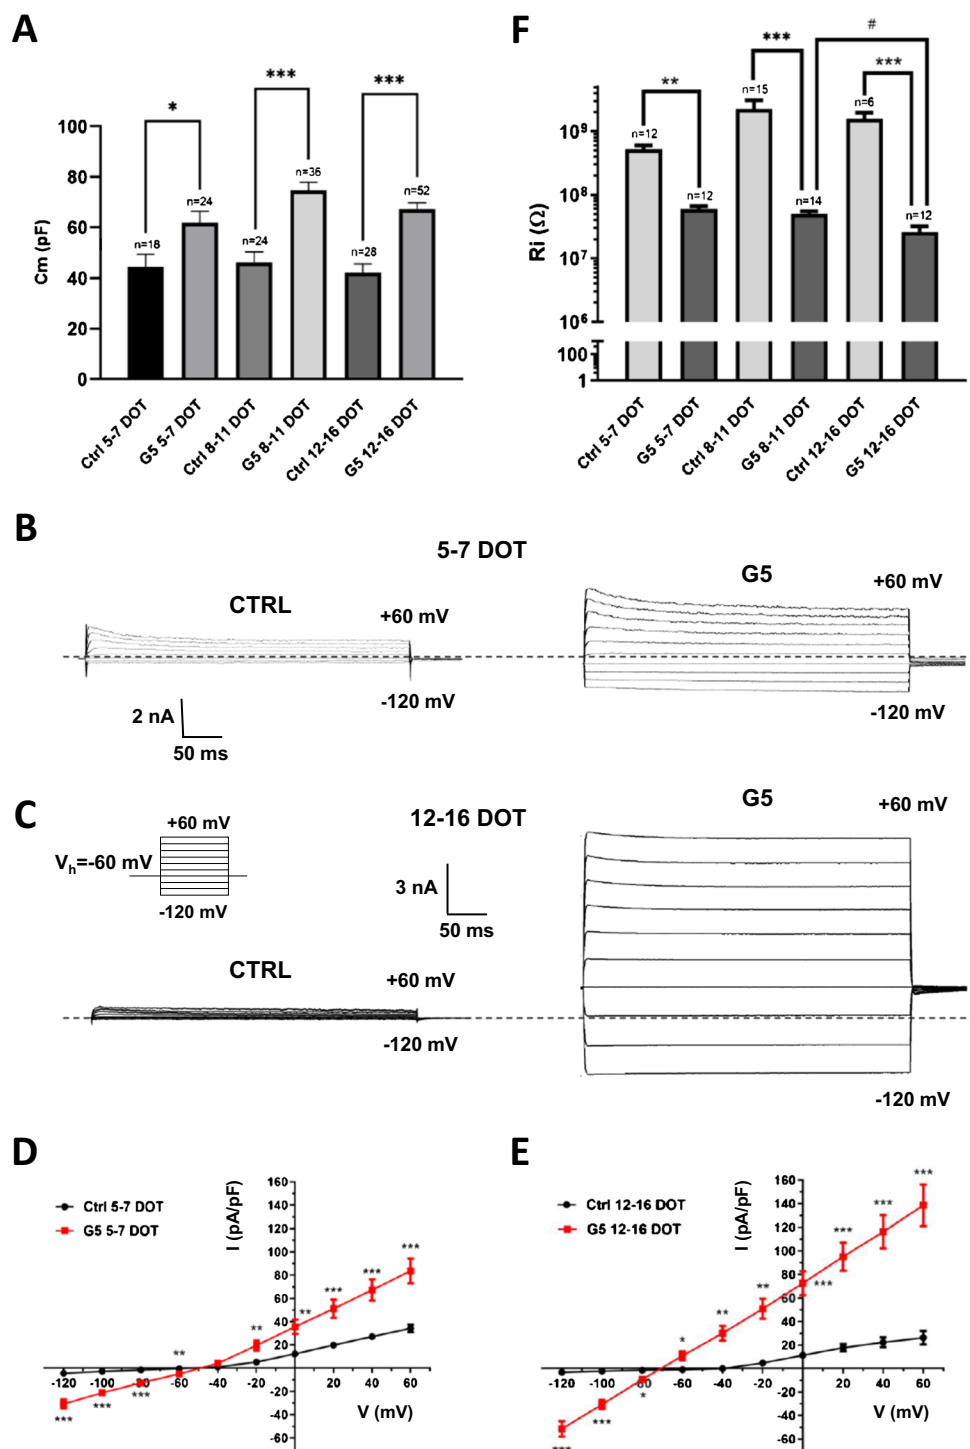 A
*
***
***
100
80
60
40
20
0
Cm (pF)
n=18
n=24
n=24
n=36
n=28
n=52
Ctrl 5-7 DOT
G5 5-7 DOT
Ctrl 8-11 DOT
G5 8-11 DOT
Ctrl 12-16 DOT
G5 12-16 DOT
F
**
***
#
***
10⁹
10⁸
10⁷
10⁶
100
1
Ri (Ω)
n=12
n=12
n=15
n=14
n=6
n=12
Ctrl 5-7 DOT
G5 5-7 DOT
Ctrl 8-11 DOT
G5 8-11 DOT
Ctrl 12-16 DOT
G5 12-16 DOT
B
5-7 DOT
CTRL
+60 mV
-120 mV
2 nA
50 ms
G5
+60 mV
-120 mV
C
12-16 DOT
+60 mV
Vh=-60 mV
-120 mV
3 nA
50 ms
CTRL
+60 mV
-120 mV
G5
+60 mV
-120 mV
D
Ctrl 5-7 DOT
G5 5-7 DOT
I (pA/pF)
160
140
120
100
80
60
40
20
-20
-40
-60
-120 -100 -80 -60 -40 -20 20 40 60
V (mV)
*** *** *** ** ** ** *** *** ***
E
Ctrl 12-16 DOT
G5 12-16 DOT
I (pA/pF)
160
140
120
100
80
60
40
20
-20
-40
-60
-120 -100 -80 -60 -40 -20 20 40 60
V (mV)
*** *** * * ** ** *** *** *** ***